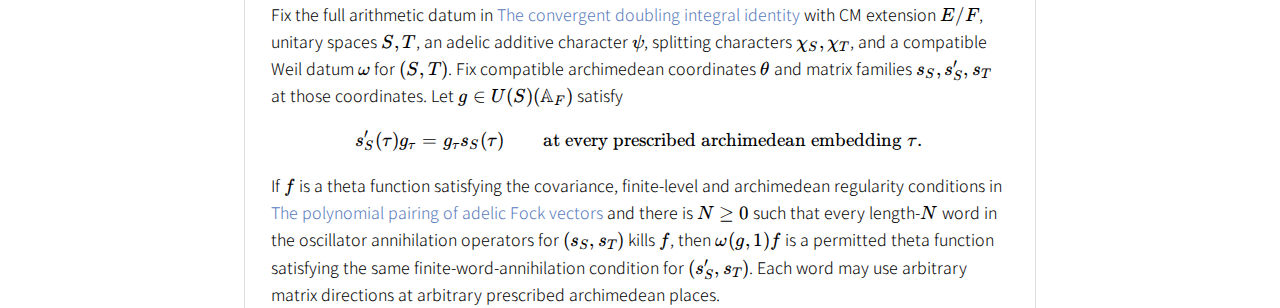 Fix the full arithmetic datum in The convergent doubling integral identity with CM extension E/F,
unitary spaces S, T, an adelic additive character ψ, splitting characters χ_S, χ_T, and a compatible
Weil datum ω for (S, T). Fix compatible archimedean coordinates θ and matrix families s_S, s′_S, s_T
at those coordinates. Let g ∈ U(S)(𝔸_F) satisfy
s′_S(τ)g_τ = g_τ s_S(τ) at every prescribed archimedean embedding τ.
If f is a theta function satisfying the covariance, finite-level and archimedean regularity conditions in
The polynomial pairing of adelic Fock vectors and there is N ≥ 0 such that every length-N word in
the oscillator annihilation operators for (s_S, s_T) kills f, then ω(g, 1)f is a permitted theta function
satisfying the same finite-word-annihilation condition for (s′_S, s_T). Each word may use arbitrary
matrix directions at arbitrary prescribed archimedean places.